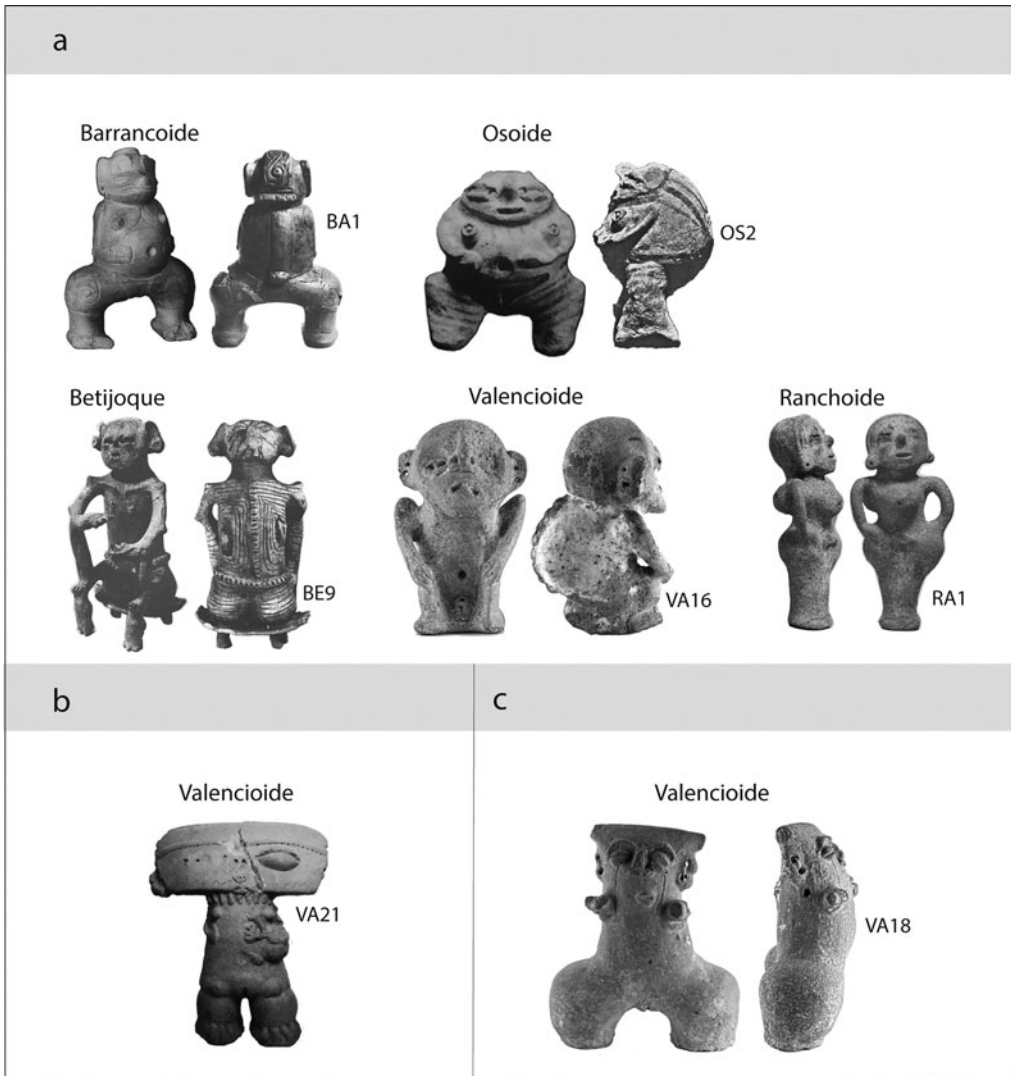 a
Barrancoide
BA1
Osoide
OS2
Betijoque
BE9
Valencioide
VA16
Ranchoide
RA1
b
Valencioide
VA21
c
Valencioide
VA18